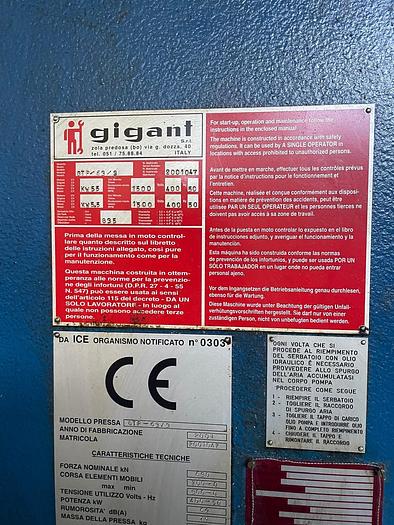 gigant
s.r.l.
zola predosa (bo) via g. dozza, 40
tel. 051 / 75.88.84
ITALY
1500 400 50
1500 400 50
835
Prima della messa in moto control-
lare quanto descritto sul libretto
delle istruzioni allegato, cosi pure
per il funzionamento come per la
manutenzione.
Questa macchina costruita in ottem-
peranza alle norme per la prevenzio-
ne degli infortuni (D.P.R. 27 - 4 - 55
N. 547) può essere usata ai sensi
dell'articolo 115 del decreto - DA UN
SOLO LAVORATORE - In luogo al
quale non possono accedere terze
persone.
For start-up, operation and maintenance follow the
instructions in the enclosed manual.
The machine is constructed in accordance with safety
regulations. It can be used by A SINGLE OPERATOR in
locations with access prohibited to unauthorized persons.
Avant de mettre en marche, effectuer tous les contrôles prévus
par la notice d'instructions pour le fonctionnement et
l'entretien.
Cette machine, réalisée et conçue conformément aux disposi-
tions en matière de prévention des accidents, peut être
utilisée PAR UN SEUL OPERATEUR et les personnes tierces ne
doivent pas avoir accès à sa zone de travail.
Antes de la puesta en moto controlar lo expuesto en el libro
de instrucciones adjunto, y averiguar el funcionamiento y la
manutención.
Esta máquina ha sido construida conforme las normas
de prevención de los infortunios, y puede ser usada POR UN
SÓLO TRABAJADOR en un lugar onde no pueda entrar
personal ajeno.
Vor dem Ingangsetzen die Betriebsanleitung genau durchlesen,
ebenso für die Wartung.
Diese Maschine wurde unter Beachtung der gültigen Unfall-
verhütungsvorschriften hergestellt. Sie darf nur von einer
zuständigen Person, nicht von unbefugten bedient werden.
DA ICE ORGANISMO NOTIFICATO n° 0303
CE
MODELLO PRESSA
ANNO DI FABBRICAZIONE
MATRICOLA
CARATTERISTICHE TECNICHE
FORZA NOMINALE kN
CORSA ELEMENTI MOBILI
max mm
TENSIONE UTILIZZO Volts - Hz
POTENZA kW
RUMOROSITA' dB(A)
MASSA DELLA
OGNI VOLTA CHE SI
PROCEDE AL RIEMPIMENTO
DEL SERBATOIO CON OLIO
IDRAULICO E' NECESSARIO
PROVVEDERE ALLO SPURGO
DELL'ARIA ACCUMULATASI
NEL CORPO POMPA
PROCEDERE COME SEGUE
1 - RIEMPIRE IL SERBATOIO
2 - TOGLIERE IL RACCORDO
DI SPURGO ARIA
3 - TOGLIERE IL TAPPO DI CARICO
OLIO POMPA E INTRODURRE OLIO
FINO A COMPLETO RIEMPIMENTO
4 - CHIUDERE IL TAPPO E
RIMONTARE IL RACCORDO